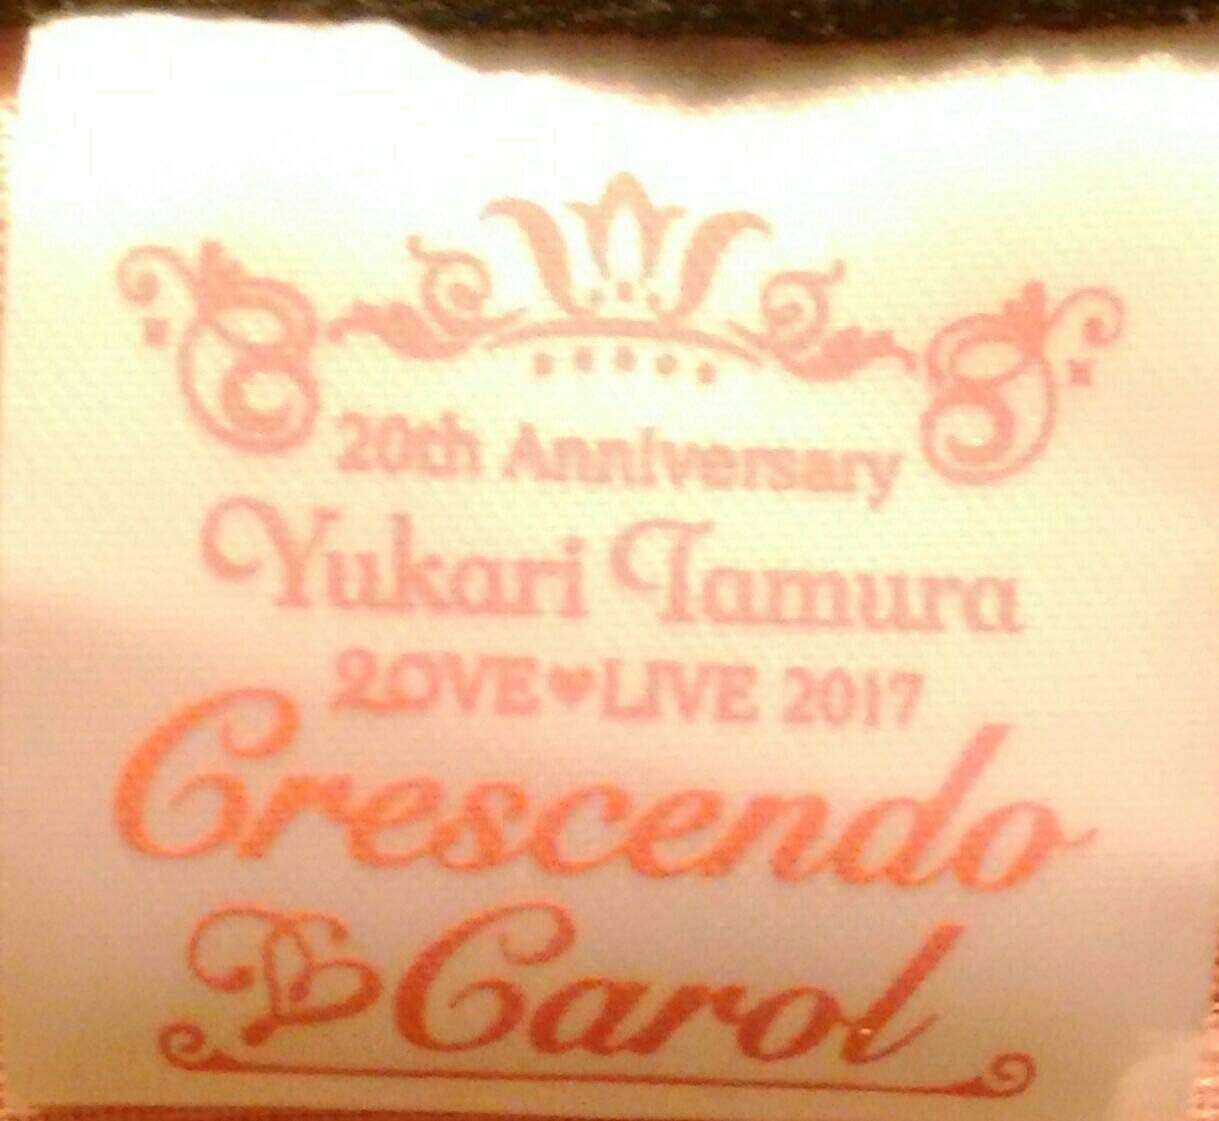 20th Anniversary
Yukari Tamura
LOVE♥LIVE 2017
Crescendo
Carol